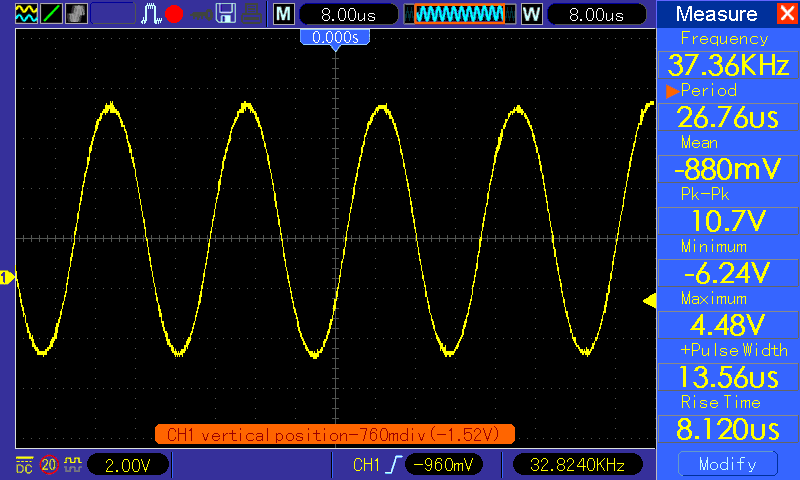 M 8.00us W 8.00us
Measure
0.000s
Frequency
37.36KHz
Period
26.76us
Mean
-880mV
Pk-Pk
10.7V
Minimum
-6.24V
Maximum
4.48V
+Pulse Width
13.56us
Rise Time
8.120us
Modify
1
CH1 vertical position-760mdiv(-1.52V)
DC 20 2.00V CH1 -960mV 32.8240KHz